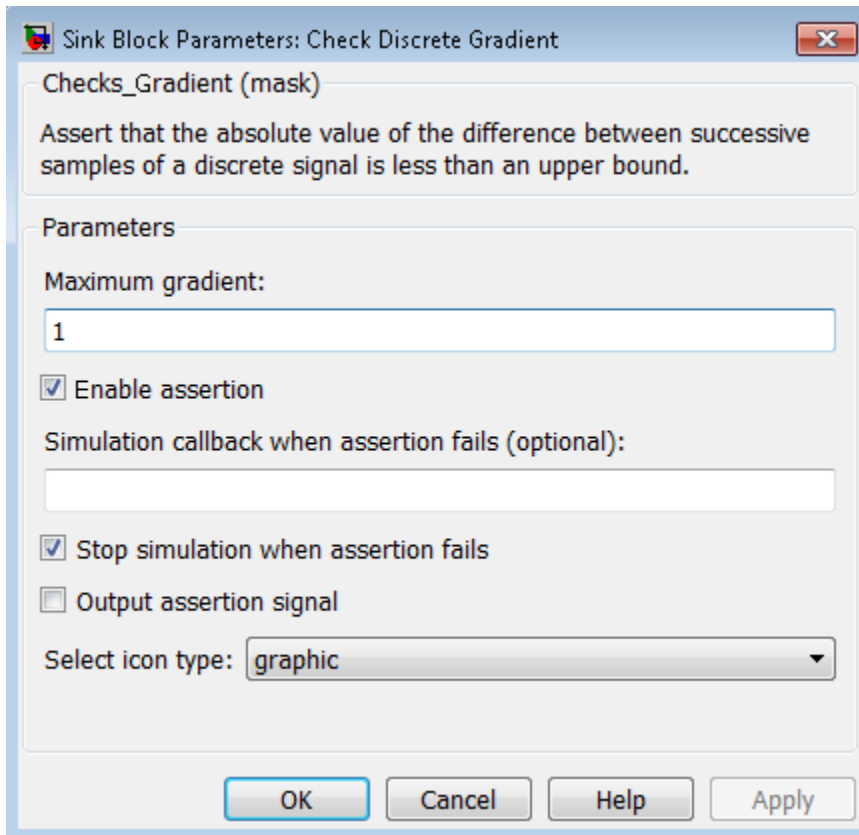 Sink Block Parameters: Check Discrete Gradient
Checks_Gradient (mask)
Assert that the absolute value of the difference between successive
samples of a discrete signal is less than an upper bound.
Parameters
Maximum gradient:
1
Enable assertion
Simulation callback when assertion fails (optional):
Stop simulation when assertion fails
Output assertion signal
Select icon type: graphic
OK Cancel Help Apply